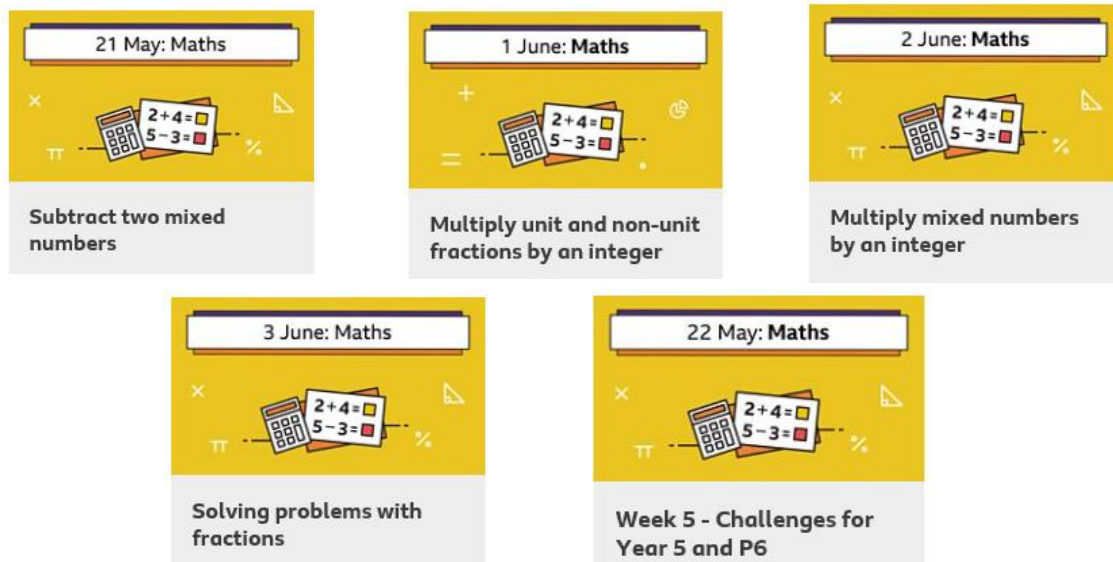 21 May: Maths
2+4=
5-3=
Subtract two mixed
numbers
1 June: Maths
2+4=
5-3=
Multiply unit and non-unit
fractions by an integer
2 June: Maths
2+4=
5-3=
Multiply mixed numbers
by an integer
3 June: Maths
2+4=
5-3=
Solving problems with
fractions
22 May: Maths
2+4=
5-3=
Week 5 - Challenges for
Year 5 and P6